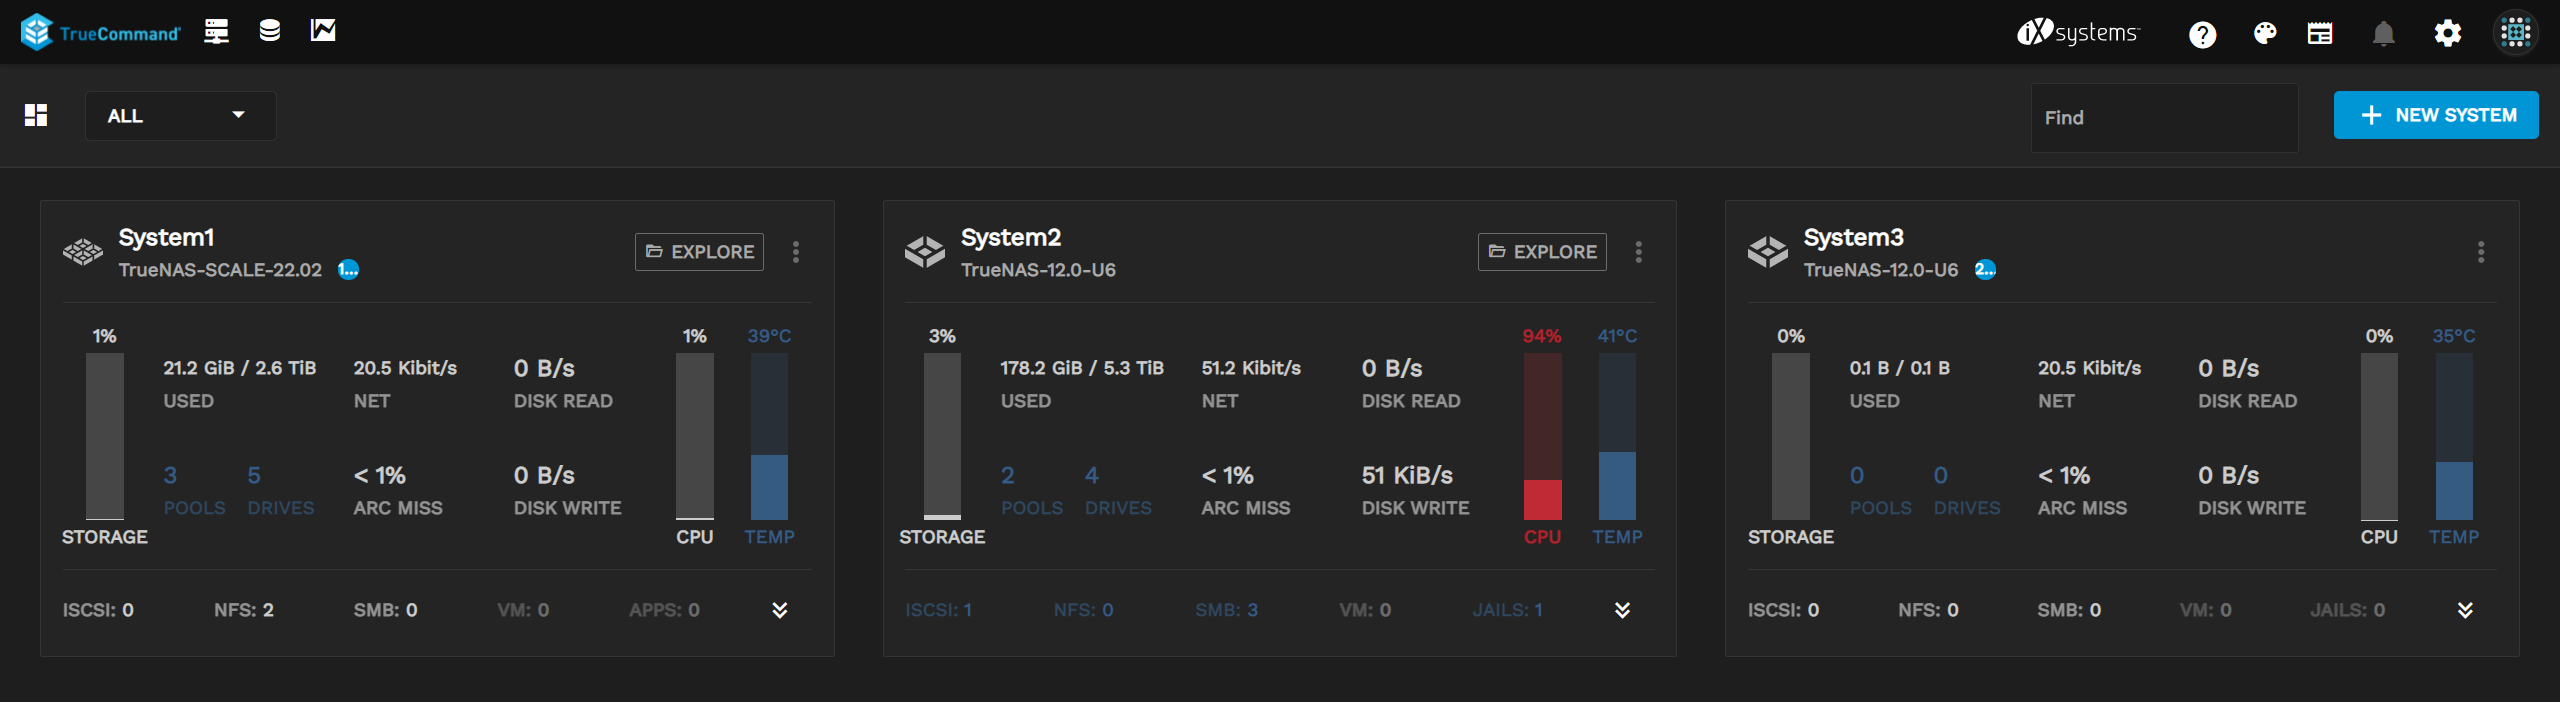 TrueCommand
iXsystems
ALL
Find
+ NEW SYSTEM
System1
TrueNAS-SCALE-22.02 1...
EXPLORE
1%
STORAGE
21.2 GiB / 2.6 TiB
USED
20.5 Kibit/s
NET
0 B/s
DISK READ
3
POOLS
5
DRIVES
< 1%
ARC MISS
0 B/s
DISK WRITE
1%
CPU
39°C
TEMP
ISCSI: 0 NFS: 2 SMB: 0 VM: 0 APPS: 0
System2
TrueNAS-12.0-U6
EXPLORE
3%
STORAGE
178.2 GiB / 5.3 TiB
USED
51.2 Kibit/s
NET
0 B/s
DISK READ
2
POOLS
4
DRIVES
< 1%
ARC MISS
51 KiB/s
DISK WRITE
94%
CPU
41°C
TEMP
ISCSI: 1 NFS: 0 SMB: 3 VM: 0 JAILS: 1
System3
TrueNAS-12.0-U6 2...
0%
STORAGE
0.1 B / 0.1 B
USED
20.5 Kibit/s
NET
0 B/s
DISK READ
0
POOLS
0
DRIVES
< 1%
ARC MISS
0 B/s
DISK WRITE
0%
CPU
35°C
TEMP
ISCSI: 0 NFS: 0 SMB: 0 VM: 0 JAILS: 0